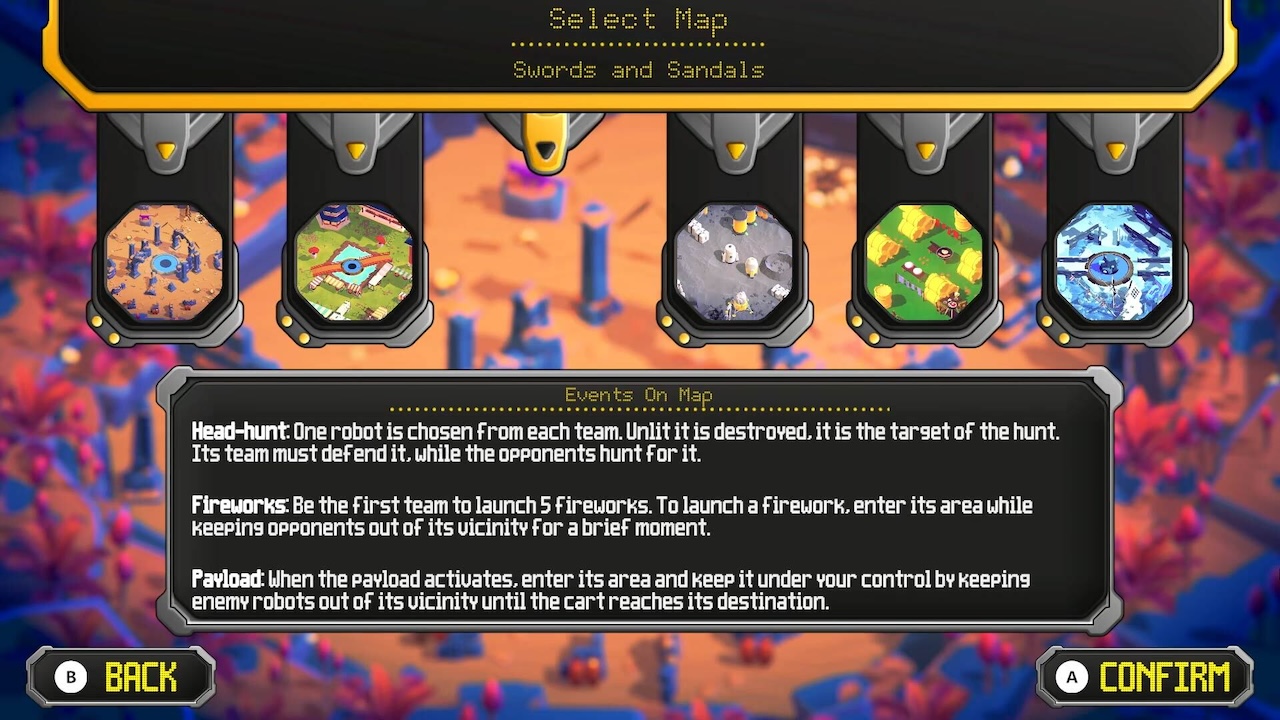 Select Map
Swords and Sandals
Events On Map
Head-hunt: One robot is chosen from each team. Unlit it is destroyed, it is the target of the hunt.
Its team must defend it, while the opponents hunt for it.
Fireworks: Be the first team to launch 5 fireworks. To launch a firework, enter its area while
keeping opponents out of its vicinity for a brief moment.
Payload: When the payload activates, enter its area and keep it under your control by keeping
enemy robots out of its vicinity until the cart reaches its destination.
B BACK
A CONFIRM